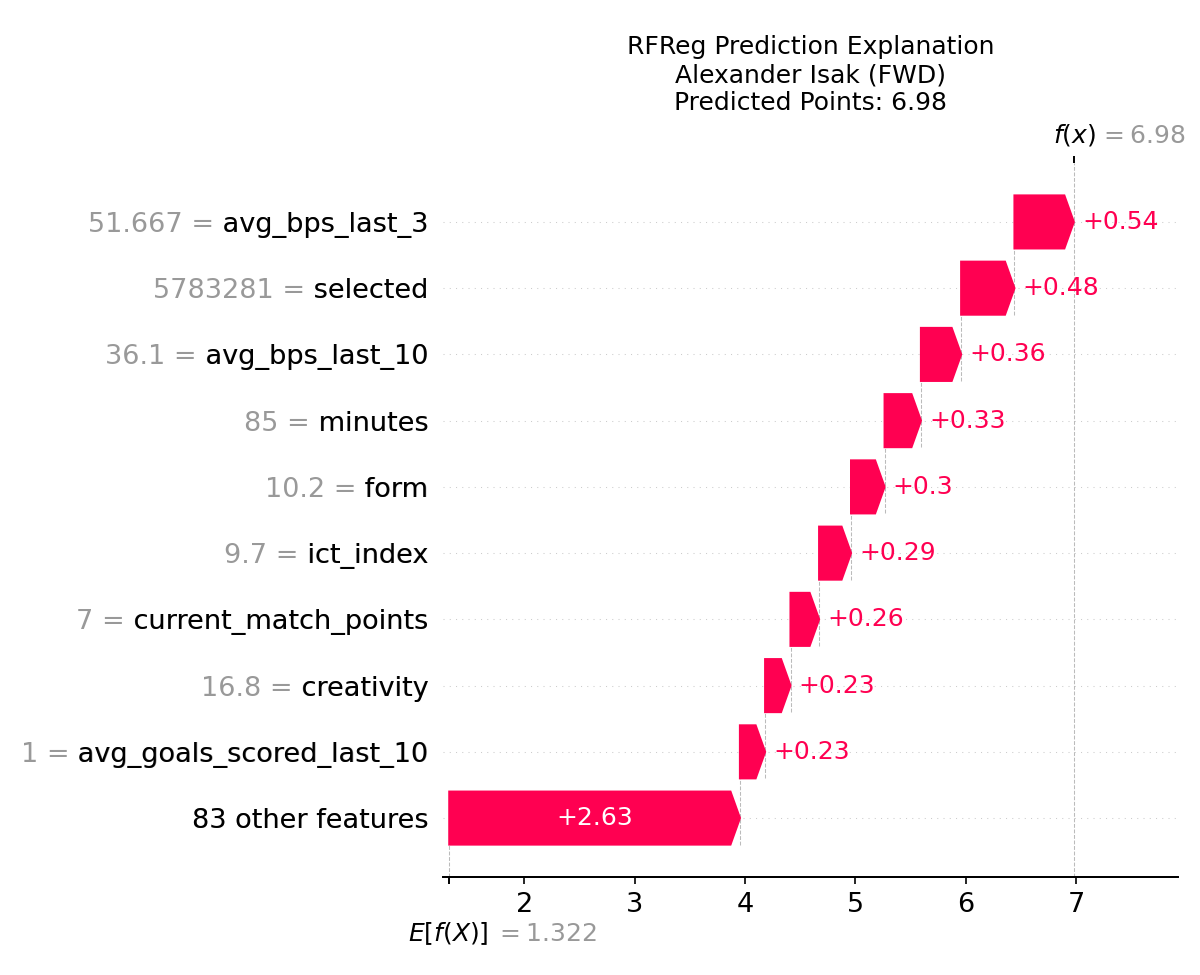 RFReg Prediction Explanation
Alexander Isak (FWD)
Predicted Points: 6.98
f(x) = 6.98
51.667 = avg_bps_last_3
+0.54
5783281 = selected
+0.48
36.1 = avg_bps_last_10
+0.36
85 = minutes
+0.33
10.2 = form
+0.3
9.7 = ict_index
+0.29
7 = current_match_points
+0.26
16.8 = creativity
+0.23
1 = avg_goals_scored_last_10
+0.23
83 other features
+2.63
2 3 4 5 6 7
E[f(X)] = 1.322